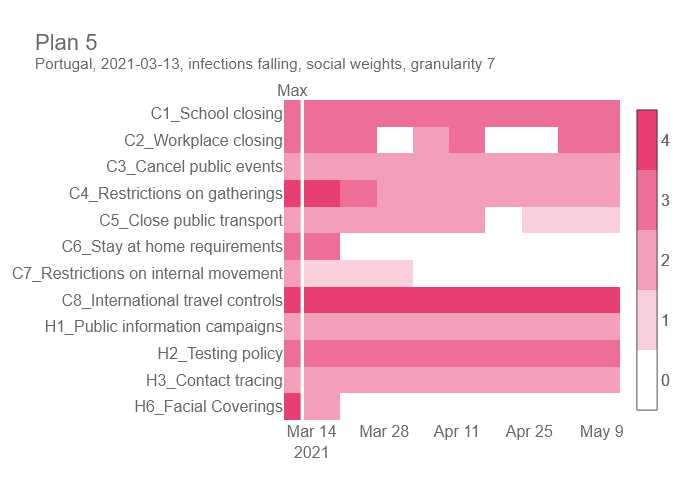 Plan 5
Portugal, 2021-03-13, infections falling, social weights, granularity 7
Max
C1_School closing
C2_Workplace closing
C3_Cancel public events
C4_Restrictions on gatherings
C5_Close public transport
C6_Stay at home requirements
C7_Restrictions on internal movement
C8_International travel controls
H1_Public information campaigns
H2_Testing policy
H3_Contact tracing
H6_Facial Coverings
Mar 14 Mar 28 Apr 11 Apr 25 May 9
2021
4
3
2
1
0